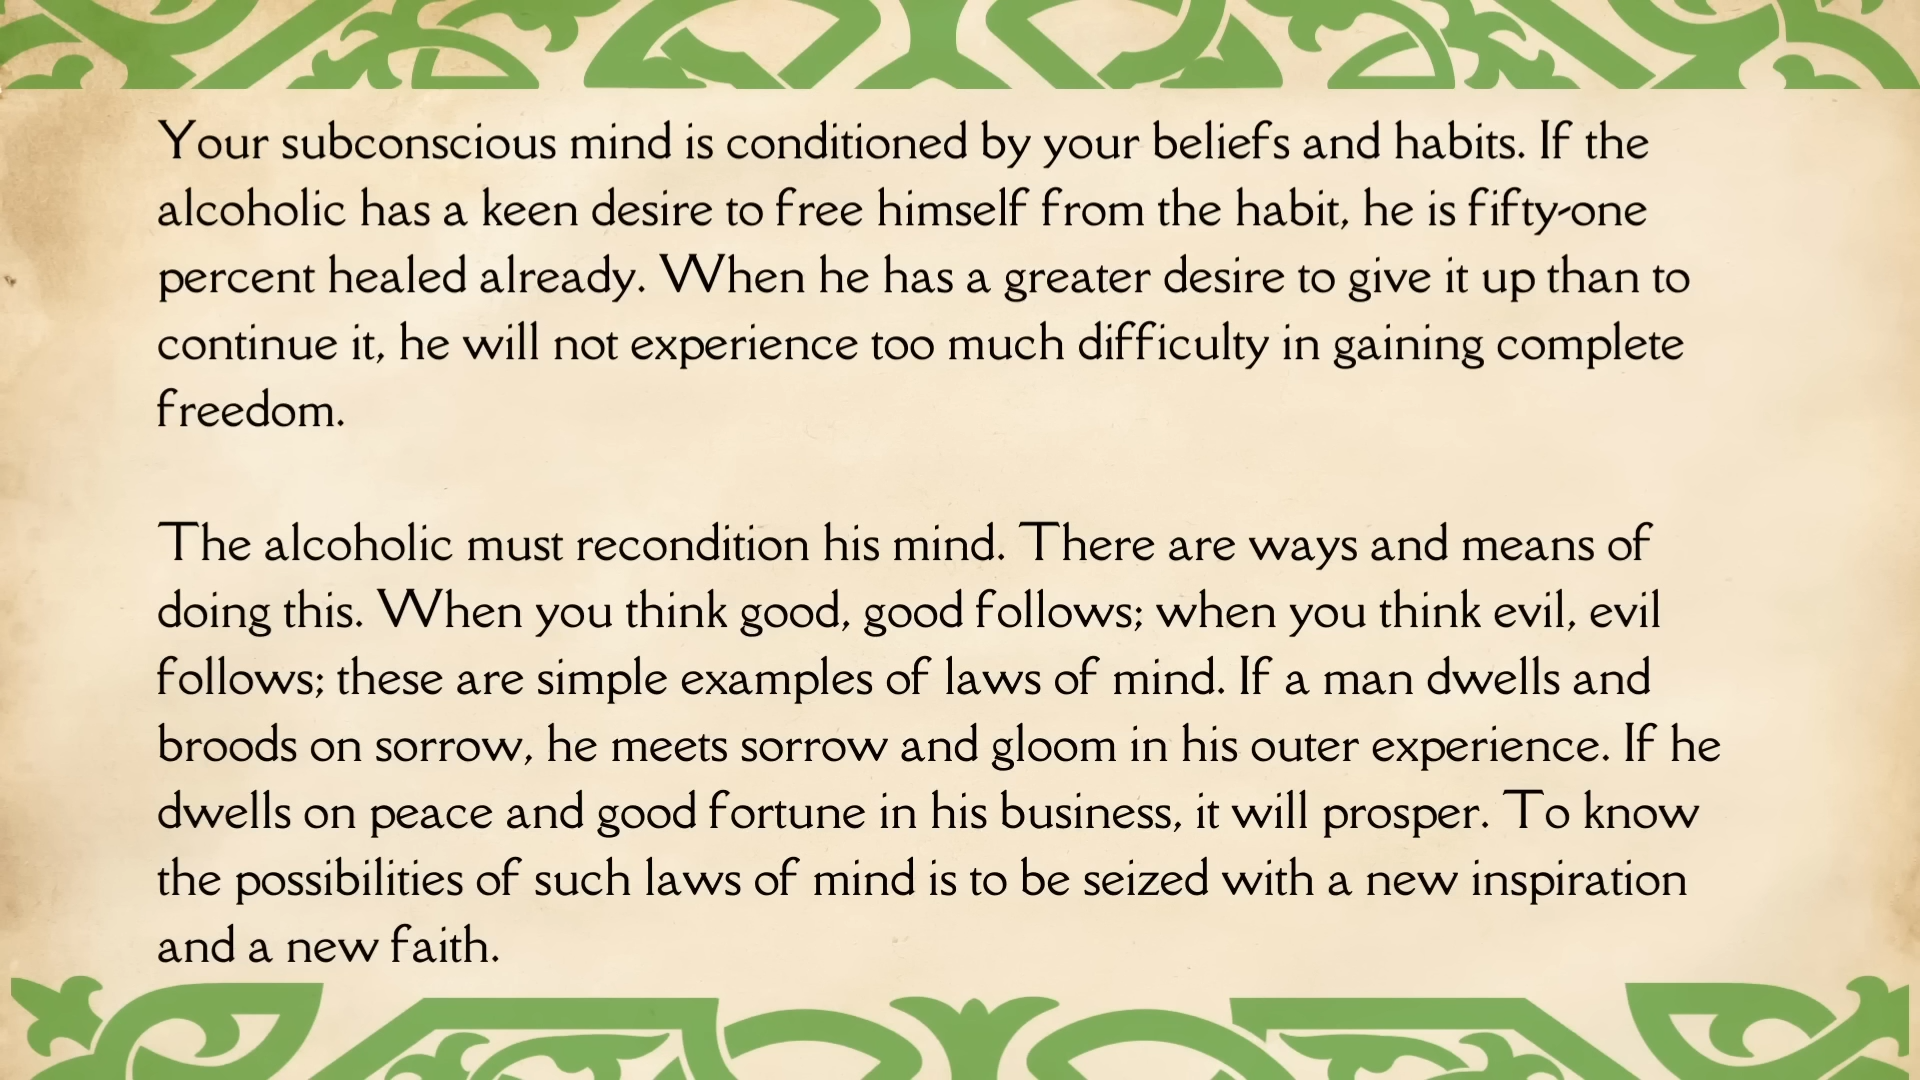 Your subconscious mind is conditioned by your beliefs and habits. If the
alcoholic has a keen desire to free himself from the habit, he is fifty-one
percent healed already. When he has a greater desire to give it up than to
continue it, he will not experience too much difficulty in gaining complete
freedom.
The alcoholic must recondition his mind. There are ways and means of
doing this. When you think good, good follows; when you think evil, evil
follows; these are simple examples of laws of mind. If a man dwells and
broods on sorrow, he meets sorrow and gloom in his outer experience. If he
dwells on peace and good fortune in his business, it will prosper. To know
the possibilities of such laws of mind is to be seized with a new inspiration
and a new faith.